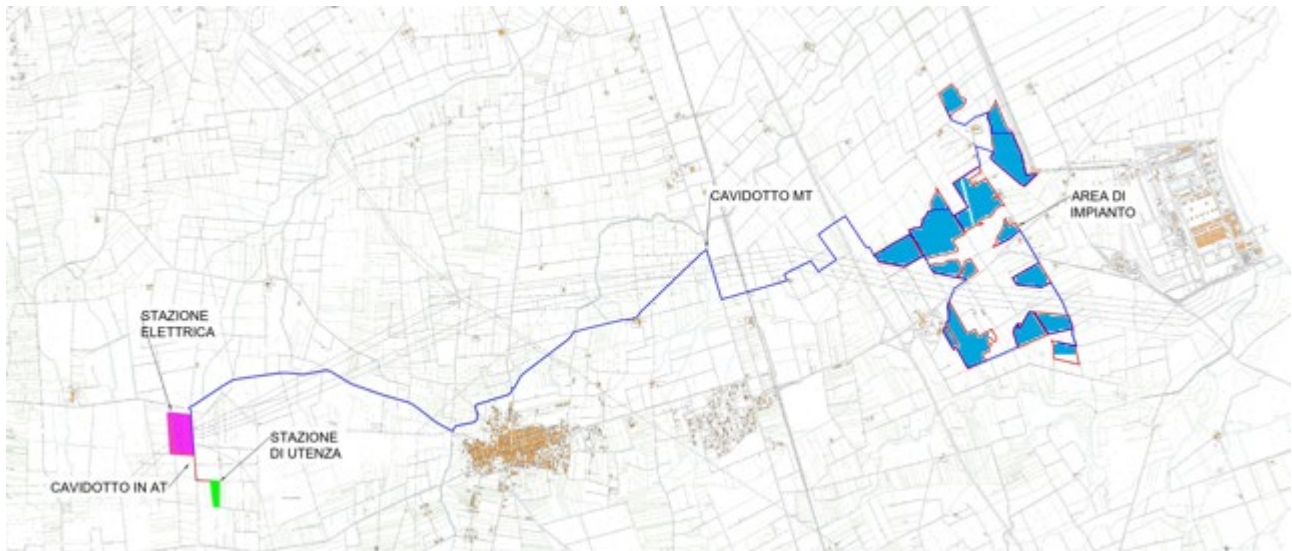 CAVIDOTTO MT
AREA DI
IMPIANTO
STAZIONE
ELETTRICA
STAZIONE
DI UTENZA
CAVIDOTTO IN AT